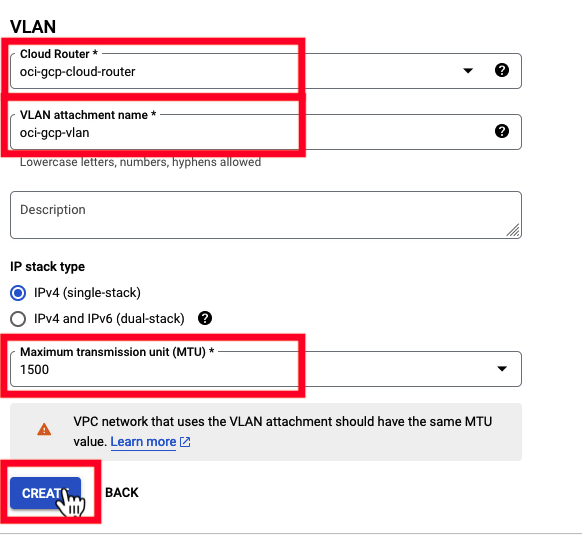 VLAN
Cloud Router *
oci-gcp-cloud-router
VLAN attachment name *
oci-gcp-vlan
Lowercase letters, numbers, hyphens allowed
Description
IP stack type
IPv4 (single-stack)
IPv4 and IPv6 (dual-stack)
Maximum transmission unit (MTU) *
1500
VPC network that uses the VLAN attachment should have the same MTU
value. Learn more
CREATE BACK